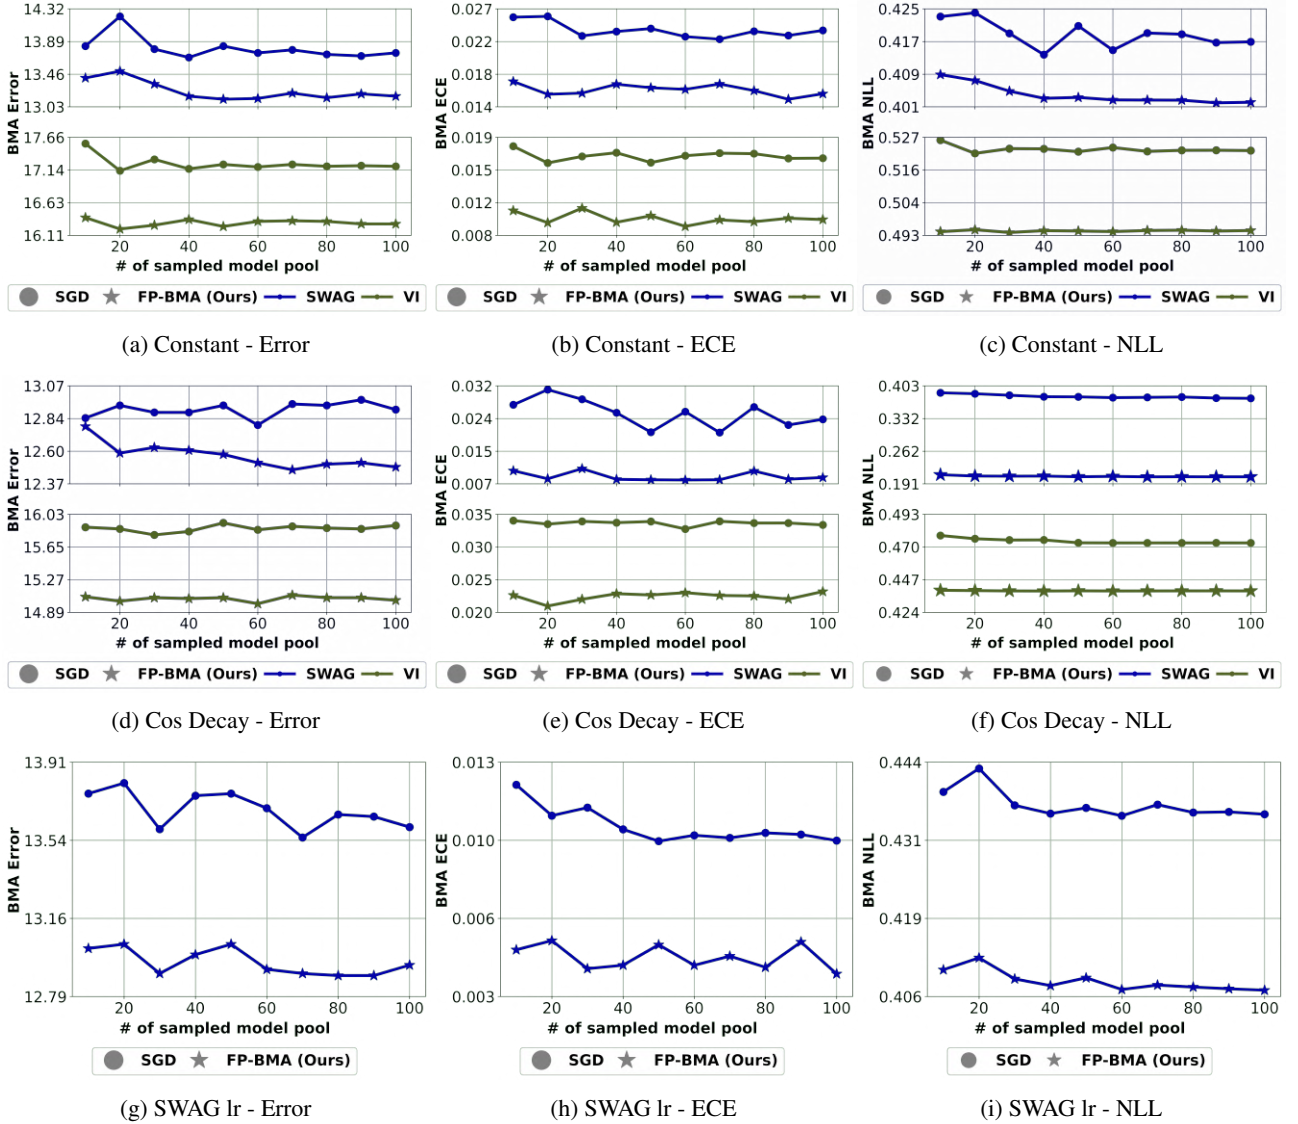 14.32
13.89
13.46
13.03
17.66
17.14
16.63
16.11
BMA Error
20 40 60 80 100
# of sampled model pool
SGD FP-BMA (Ours) SWAG VI
(a) Constant - Error
0.027
0.022
0.018
0.014
0.019
0.015
0.012
0.008
BMA ECE
20 40 60 80 100
# of sampled model pool
SGD FP-BMA (Ours) SWAG VI
(b) Constant - ECE
0.425
0.417
0.409
0.401
0.527
0.516
0.504
0.493
BMA NLL
20 40 60 80 100
# of sampled model pool
SGD FP-BMA (Ours) SWAG VI
(c) Constant - NLL
13.07
12.84
12.60
12.37
16.03
15.65
15.27
14.89
BMA Error
BMA Error
20 40 60 80 100
# of sampled model pool
SGD FP-BMA (Ours) SWAG VI
(d) Cos Decay - Error
0.032
0.024
0.015
0.007
0.035
0.030
0.025
0.020
BMA ECE
BMA ECE
20 40 60 80 100
# of sampled model pool
SGD FP-BMA (Ours) SWAG VI
(e) Cos Decay - ECE
0.403
0.332
0.262
0.191
0.493
0.470
0.447
0.424
BMA NLL
BMA NLL
20 40 60 80 100
# of sampled model pool
SGD FP-BMA (Ours) SWAG VI
(f) Cos Decay - NLL
13.91
13.54
13.16
12.79
BMA Error
20 40 60 80 100
# of sampled model pool
SGD FP-BMA (Ours)
(g) SWAG lr - Error
0.013
0.010
0.006
0.003
BMA ECE
20 40 60 80 100
# of sampled model pool
SGD FP-BMA (Ours)
(h) SWAG lr - ECE
0.444
0.431
0.419
0.406
BMA NLL
20 40 60 80 100
# of sampled model pool
SGD FP-BMA (Ours)
(i) SWAG lr - NLL